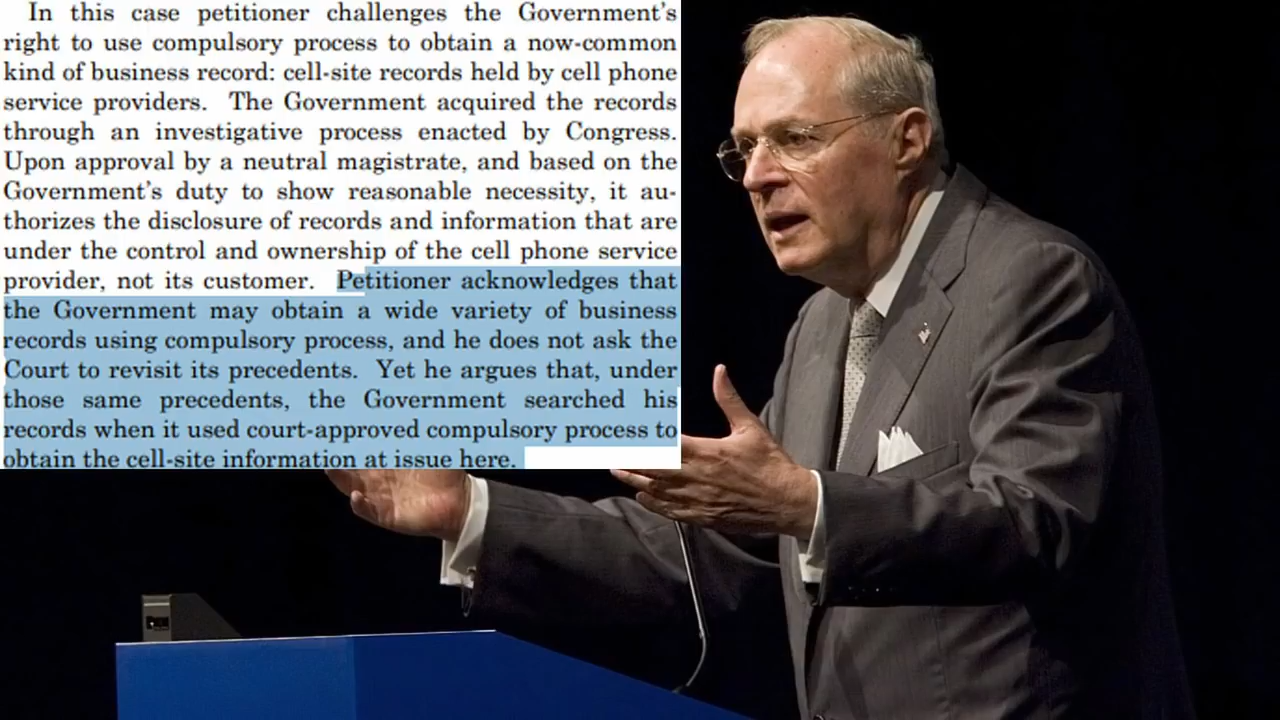 In this case petitioner challenges the Government's
right to use compulsory process to obtain a now-common
kind of business record: cell-site records held by cell phone
service providers. The Government acquired the records
through an investigative process enacted by Congress.
Upon approval by a neutral magistrate, and based on the
Government's duty to show reasonable necessity, it au-
thorizes the disclosure of records and information that are
under the control and ownership of the cell phone service
provider, not its customer. Petitioner acknowledges that
the Government may obtain a wide variety of business
records using compulsory process, and he does not ask the
Court to revisit its precedents. Yet he argues that, under
those same precedents, the Government searched his
records when it used court-approved compulsory process to
obtain the cell-site information at issue here.